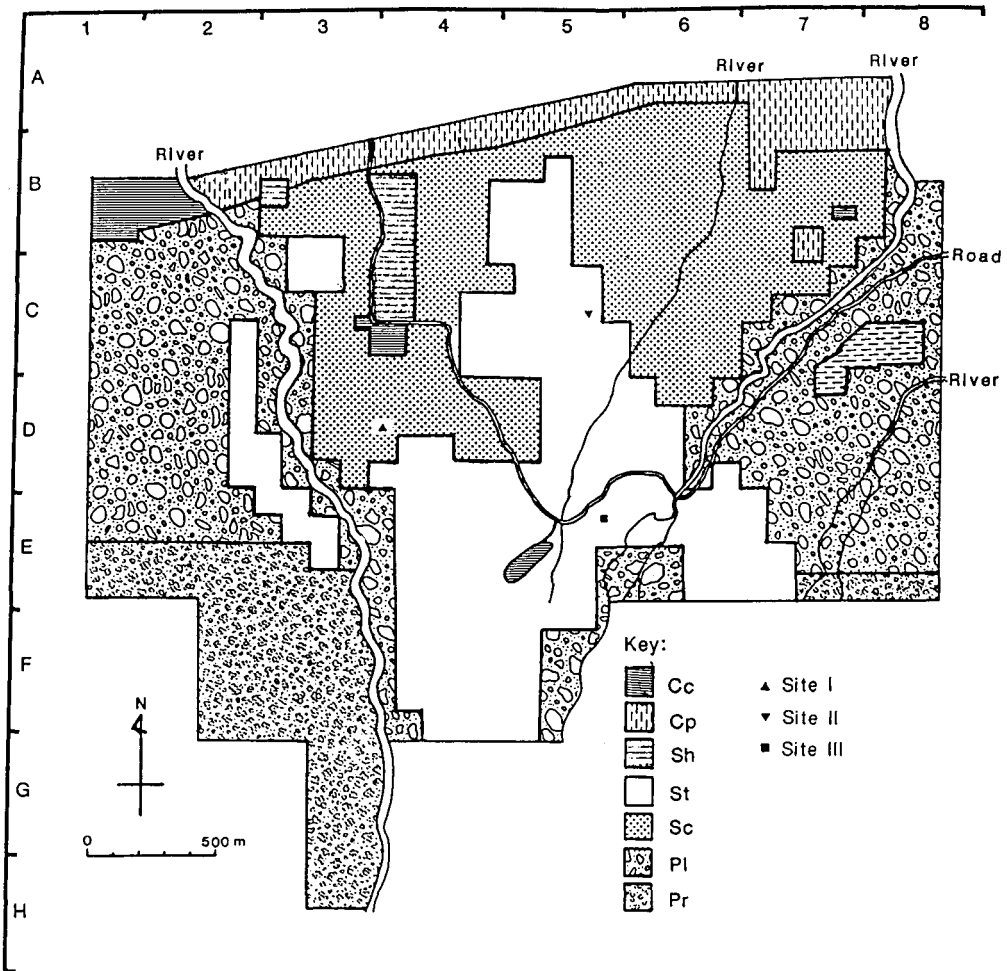 1 2 3 4 5 6 7 8
A
B
C
D
E
F
G
H
River
River
River
Road
River
N
0 500 m
Key:
Cc
Cp
Sh
St
Sc
Pl
Pr
▲ Site I
▼ Site II
■ Site III